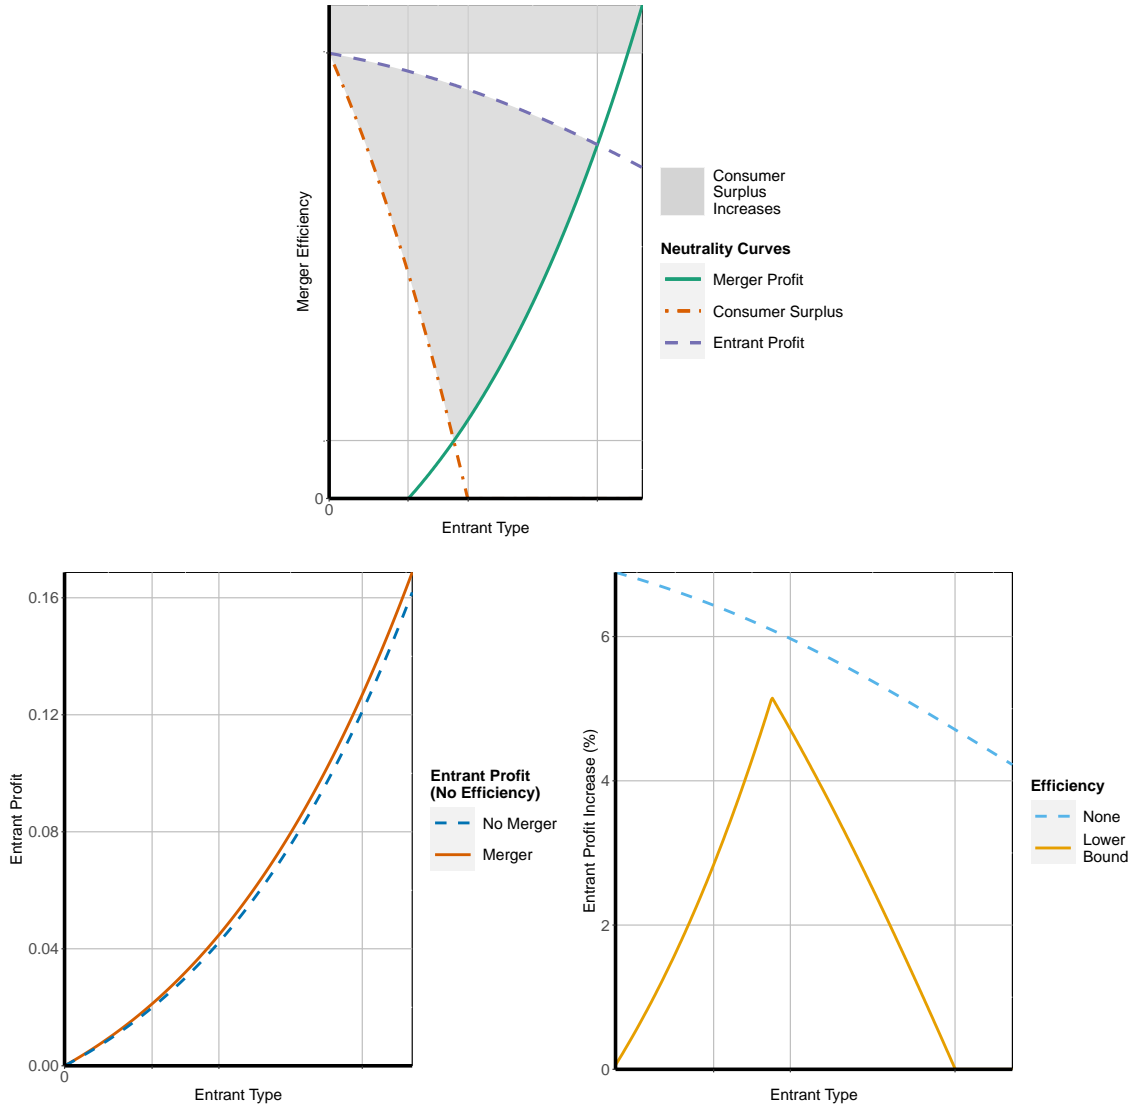 Merger Efficiency
0
0
Entrant Type
Consumer
Surplus
Increases
Neutrality Curves
Merger Profit
Consumer Surplus
Entrant Profit
Entrant Profit
0.16
0.12
0.08
0.04
0.00
0
Entrant Type
Entrant Profit
(No Efficiency)
No Merger
Merger
Entrant Profit Increase (%)
6
4
2
0
Entrant Type
Efficiency
None
Lower
Bound